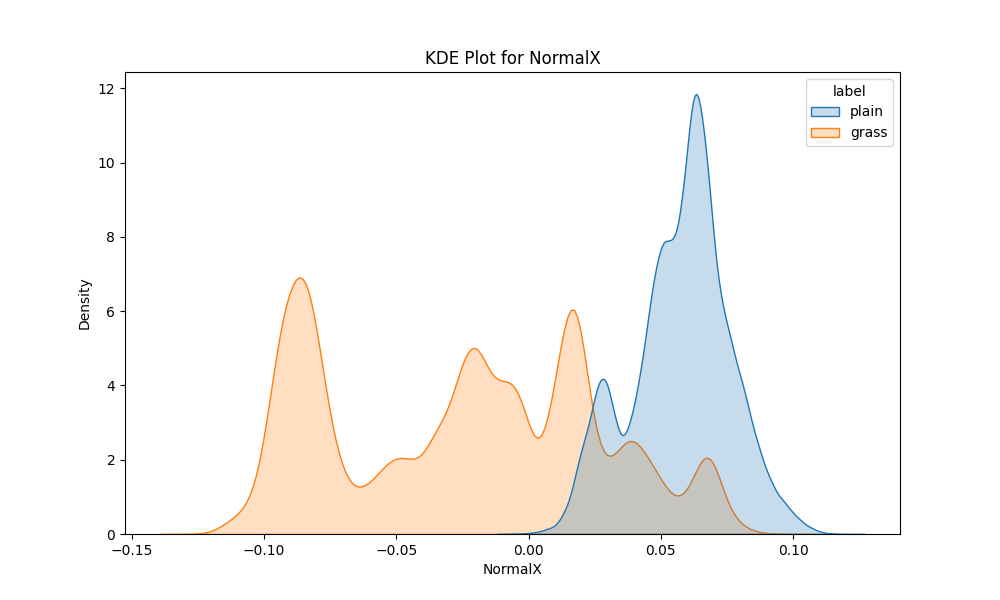 KDE Plot for NormalX
label
plain
grass
12
10
8
6
4
2
0
Density
−0.15 −0.10 −0.05 0.00 0.05 0.10
NormalX